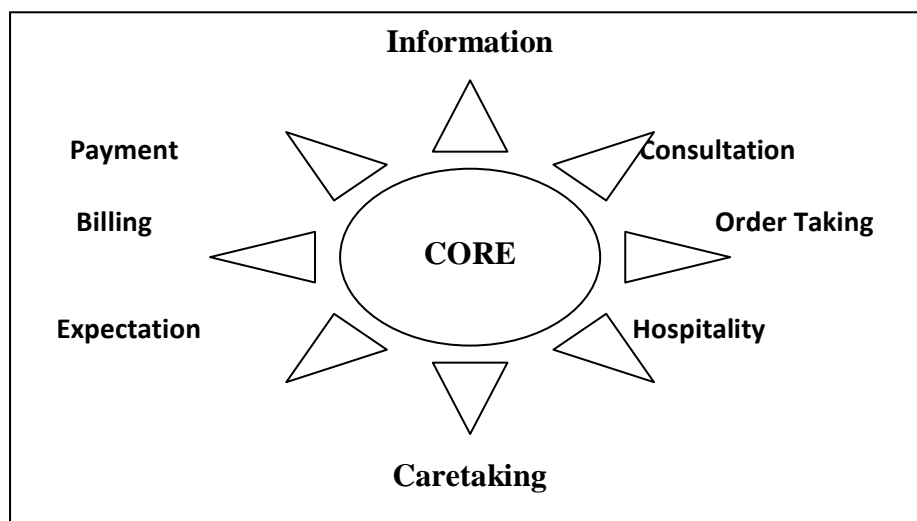 Information
Payment
Consultation
Billing
Order Taking
CORE
Expectation
Hospitality
Caretaking